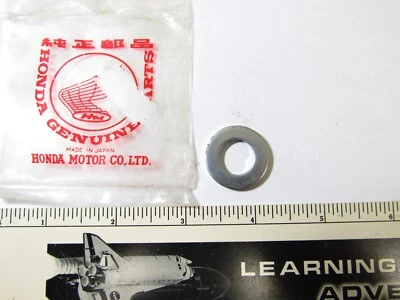 純正部品
HONDA GENUINE PARTS
HM
MADE IN JAPAN
HONDA MOTOR CO., LTD.
1 2 3 4 5 6
LEARNING
ADVE